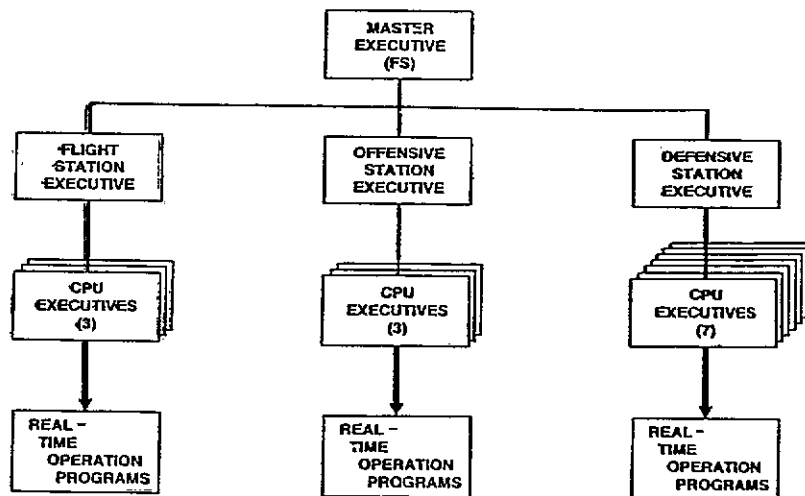 MASTER
EXECUTIVE
(FS)
FLIGHT
STATION
EXECUTIVE
OFFENSIVE
STATION
EXECUTIVE
DEFENSIVE
STATION
EXECUTIVE
CPU
EXECUTIVES
(3)
CPU
EXECUTIVES
(3)
CPU
EXECUTIVES
(7)
REAL -
TIME
OPERATION
PROGRAMS
REAL -
TIME
OPERATION
PROGRAMS
REAL -
TIME
OPERATION
PROGRAMS